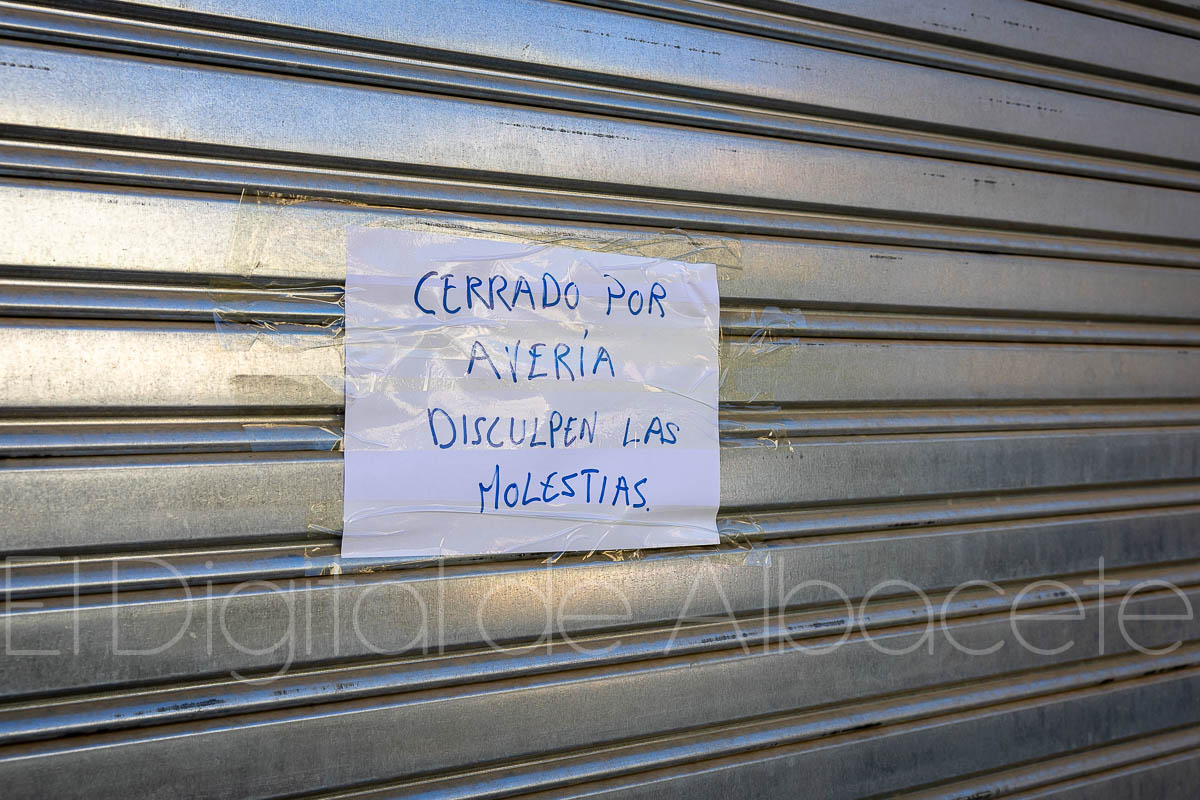 CERRADO POR
AVERÍA
DISCULPEN LAS
MOLESTIAS.
El Digital de Albacete